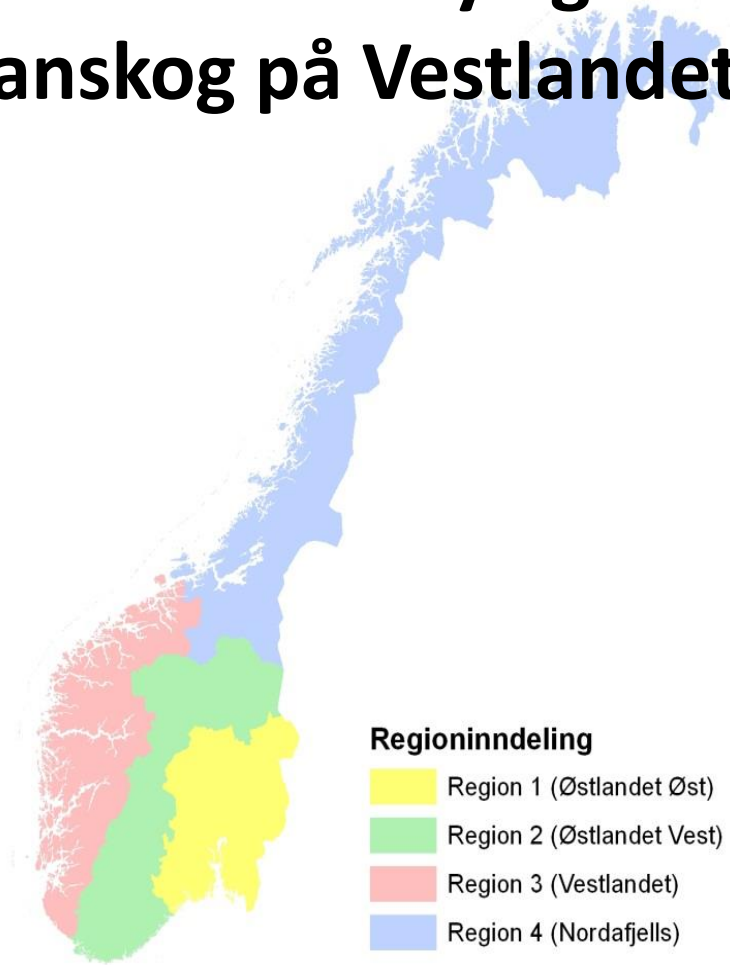 anskog på Vestlandet
Regioninndeling
Region 1 (Østlandet Øst)
Region 2 (Østlandet Vest)
Region 3 (Vestlandet)
Region 4 (Nordafjells)